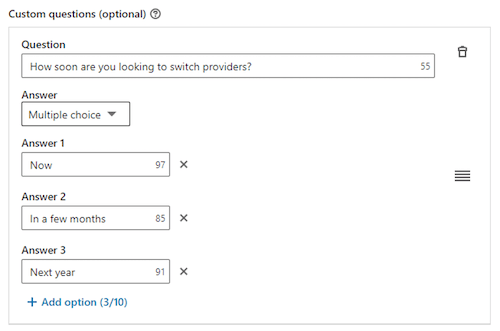 Custom questions (optional)
Question
How soon are you looking to switch providers? 55
Answer
Multiple choice
Answer 1
Now 97
Answer 2
In a few months 85
Answer 3
Next year 91
+ Add option (3/10)